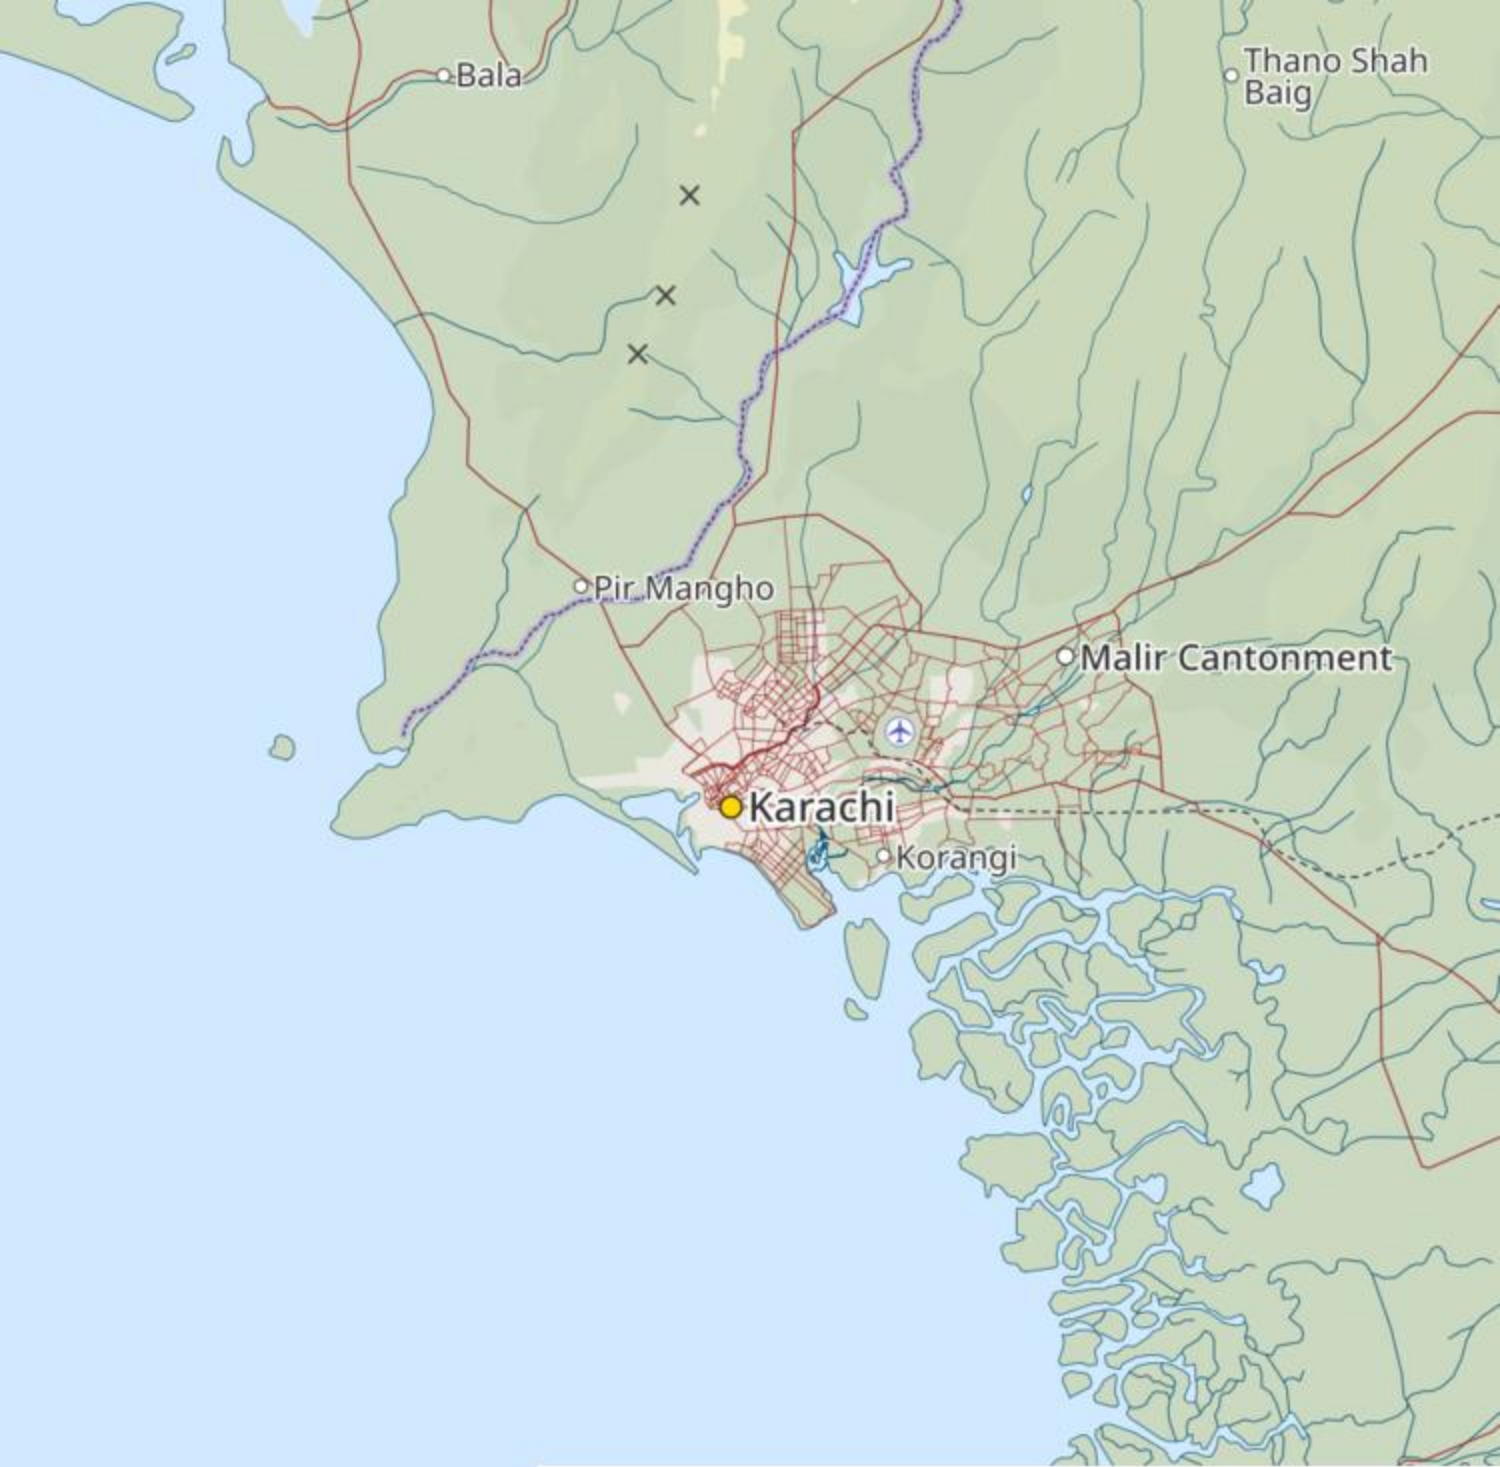 Bala
Thano Shah
Baig
Pir Mangho
Malir Cantonment
Karachi
Korangi